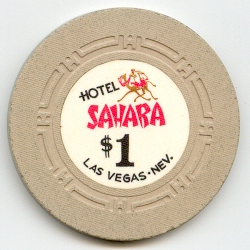 HOTEL
SAHARA
$1
LAS VEGAS · NEV.